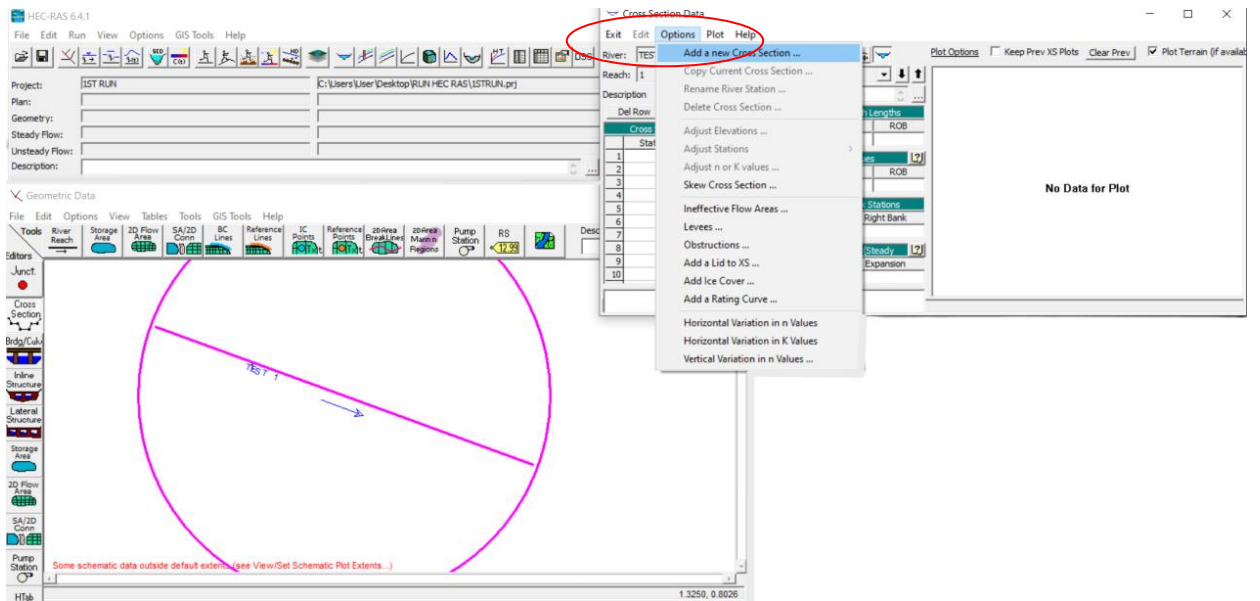 HEC-RAS 6.4.1
File Edit Run View Options GIS Tools Help
DSS
Project: 1ST RUN C:\Users\User\Desktop\RUN HEC RAS\1STRUN.prj
Plan:
Geometry:
Steady Flow:
Unsteady Flow:
Description:
...
Cross Section Data
Exit Edit Options Plot Help
River: TES
Reach: 1
Description
...
Del Row
Cross
Stat
1
2
3
4
5
6
7
8
9
10
Add a new Cross Section ...
Copy Current Cross Section ...
Rename River Station ...
Delete Cross Section ...
Adjust Elevations ...
Adjust Stations
Adjust n or K values ...
Skew Cross Section ...
Ineffective Flow Areas ...
Levees ...
Obstructions ...
Add a Lid to XS ...
Add Ice Cover ...
Add a Rating Curve ...
Horizontal Variation in n Values
Horizontal Variation in K Values
Vertical Variation in n Values ...
Lengths
ROB
ROB
Stations
Right Bank
/Steady
Expansion
Plot Options Keep Prev XS Plots Clear Prev Plot Terrain (if availab
No Data for Plot
Geometric Data
File Edit Options View Tables Tools GIS Tools Help
Tools River Reach Storage Area 2D Flow Area SA/2D Conn BC Lines Reference Lines IC Points Reference Points 2DArea BreakLines 2DArea Mann n Regions Pump Station RS 12.99 Desc
Editors
Junct.
Cross Section
Brdg/Culv
Inline Structure
Lateral Structure
Storage Area
2D Flow Area
SA/2D Conn
Pump Station
HTab
TEST 1
Some schematic data outside default extents (see View/Set Schematic Plot Extents...)
1.3250, 0.8026